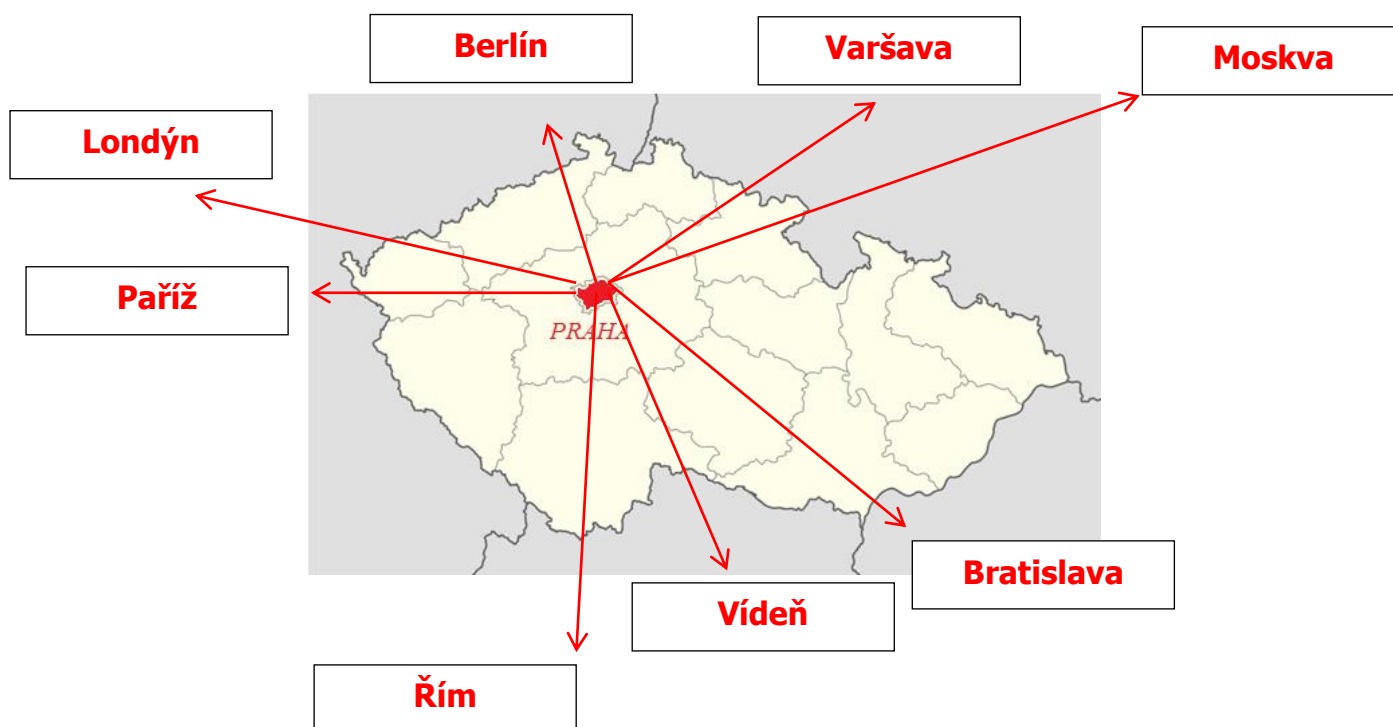 Berlín
Varšava
Moskva
Londýn
Paříž
PRAHA
Bratislava
Vídeň
Řím